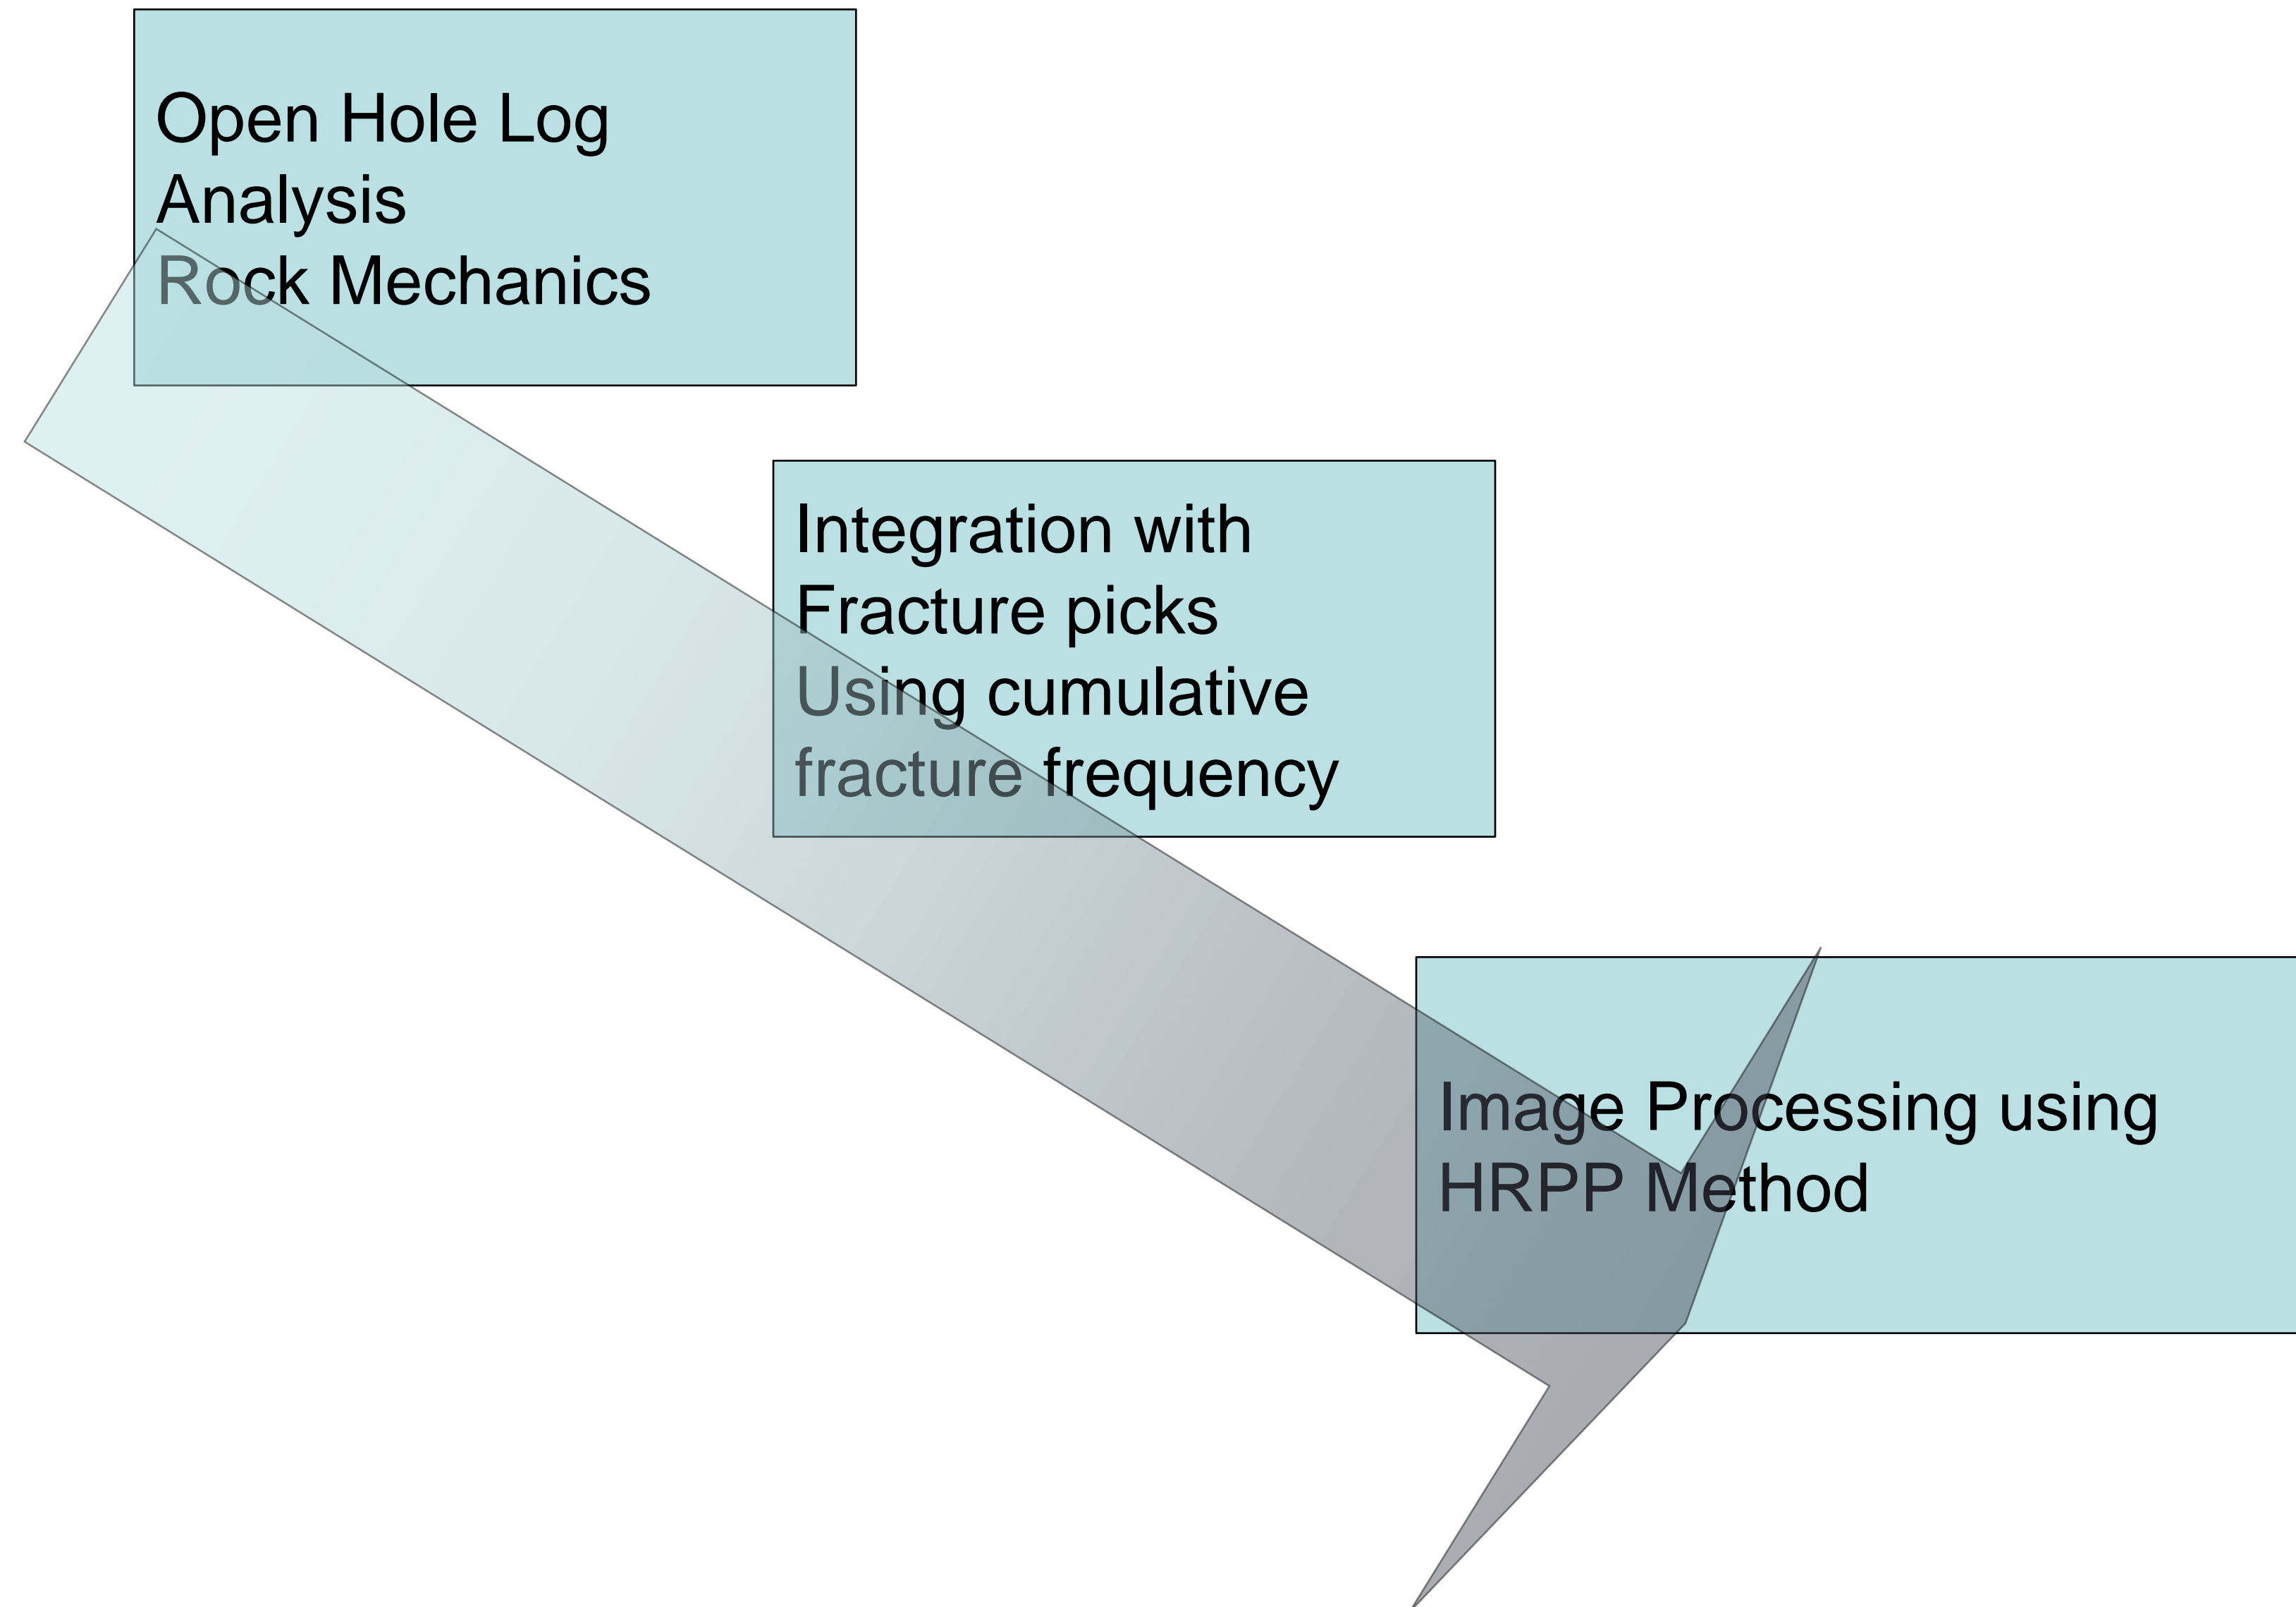 Open Hole Log
Analysis
Rock Mechanics
Integration with
Fracture picks
Using cumulative
fracture frequency
Image Processing using
HRPP Method